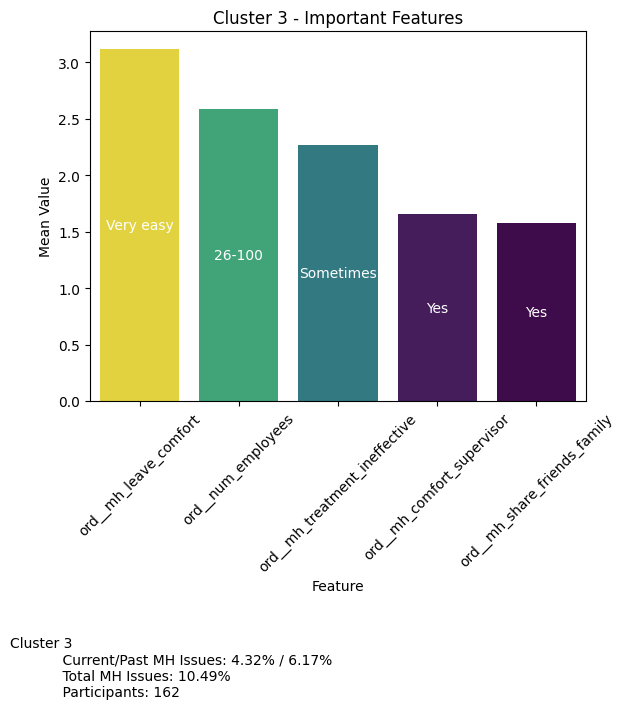 Cluster 3 - Important Features
Mean Value
3.0
2.5
2.0
1.5
1.0
0.5
0.0
Very easy
26-100
Sometimes
Yes
Yes
ord__mh_leave_comfort
ord__num_employees
ord__mh_treatment_ineffective
ord__mh_comfort_supervisor
ord__mh_share_friends_family
Feature
Cluster 3
Current/Past MH Issues: 4.32% / 6.17%
Total MH Issues: 10.49%
Participants: 162